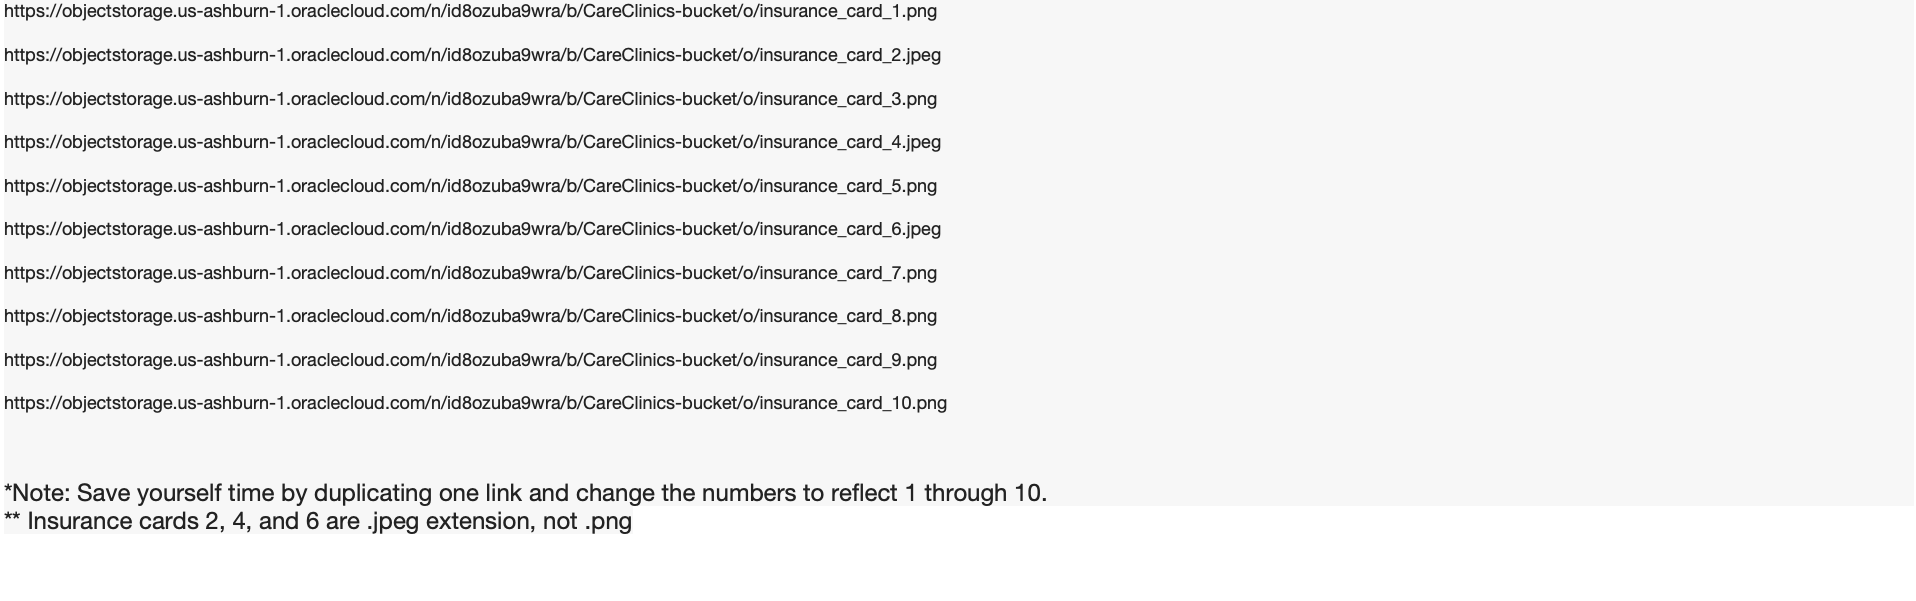 https://objectstorage.us-ashburn-1.oraclecloud.com/n/id8ozuba9wra/b/CareClinics-bucket/o/insurance_card_1.png
https://objectstorage.us-ashburn-1.oraclecloud.com/n/id8ozuba9wra/b/CareClinics-bucket/o/insurance_card_2.jpeg
https://objectstorage.us-ashburn-1.oraclecloud.com/n/id8ozuba9wra/b/CareClinics-bucket/o/insurance_card_3.png
https://objectstorage.us-ashburn-1.oraclecloud.com/n/id8ozuba9wra/b/CareClinics-bucket/o/insurance_card_4.jpeg
https://objectstorage.us-ashburn-1.oraclecloud.com/n/id8ozuba9wra/b/CareClinics-bucket/o/insurance_card_5.png
https://objectstorage.us-ashburn-1.oraclecloud.com/n/id8ozuba9wra/b/CareClinics-bucket/o/insurance_card_6.jpeg
https://objectstorage.us-ashburn-1.oraclecloud.com/n/id8ozuba9wra/b/CareClinics-bucket/o/insurance_card_7.png
https://objectstorage.us-ashburn-1.oraclecloud.com/n/id8ozuba9wra/b/CareClinics-bucket/o/insurance_card_8.png
https://objectstorage.us-ashburn-1.oraclecloud.com/n/id8ozuba9wra/b/CareClinics-bucket/o/insurance_card_9.png
https://objectstorage.us-ashburn-1.oraclecloud.com/n/id8ozuba9wra/b/CareClinics-bucket/o/insurance_card_10.png
*Note: Save yourself time by duplicating one link and change the numbers to reflect 1 through 10.
** Insurance cards 2, 4, and 6 are .jpeg extension, not .png